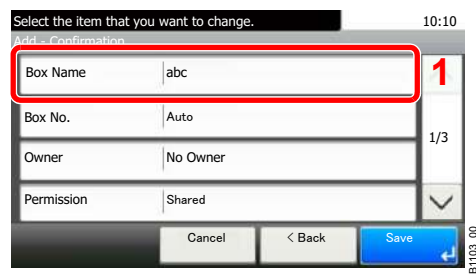 Select the item that you want to change. 10:10
Add - Confirmation
Box Name abc 1
Box No. Auto
1/3
Owner No Owner
Permission Shared
Cancel < Back Save
B1103_00